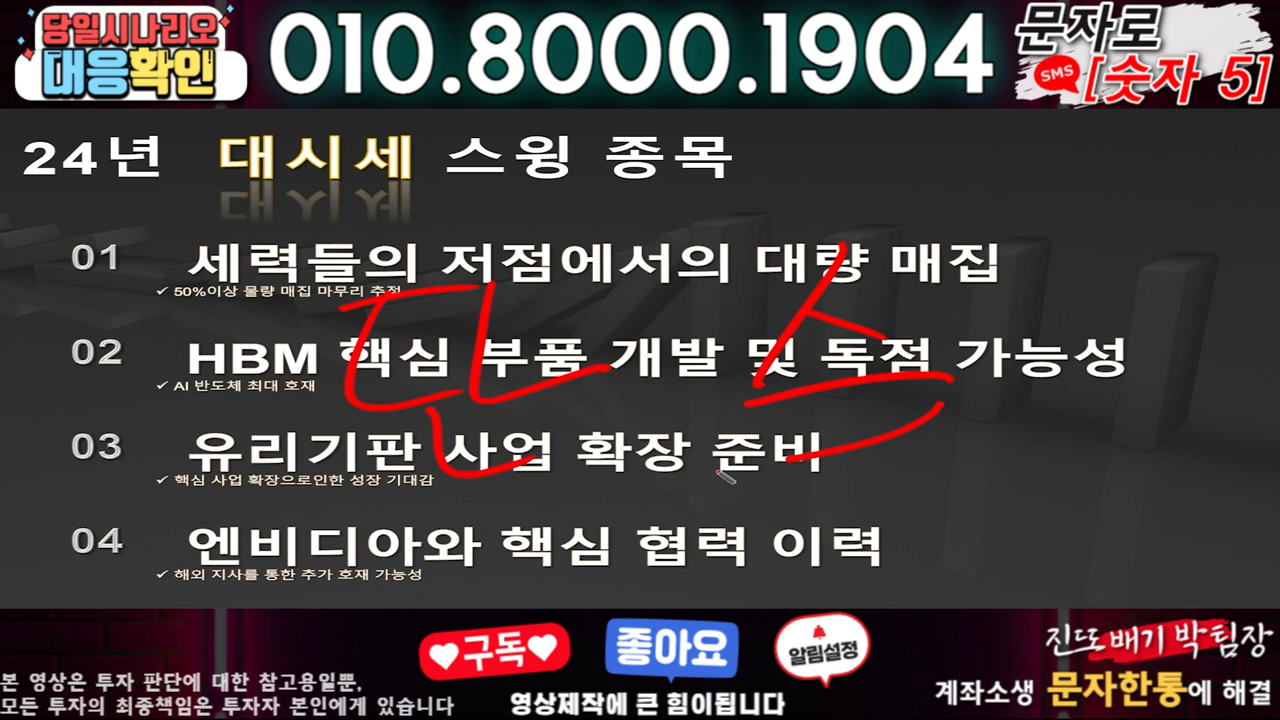 당일시나리오
대응확인
010.8000.1904
문자로
SMS
[숫자 5]
24년 대시세 스윙 종목
01 세력들의 저점에서의 대량 매집
✓ 50%이상 물량 매집 마무리 추정
02 HBM 핵심 부품 개발 및 독점 가능성
✓ AI 반도체 최대 호재
03 유리기판 사업 확장 준비
✓ 핵심 사업 확장으로인한 성장 기대감
04 엔비디아와 핵심 협력 이력
✓ 해외 지사를 통한 추가 호재 가능성
단스
구독
좋아요
알림설정
영상제작에 큰 힘이됩니다
본 영상은 투자 판단에 대한 참고용일뿐,
모든 투자의 최종책임은 투자자 본인에게 있습니다
진또배기 박팀장
계좌소생 문자한통에 해결